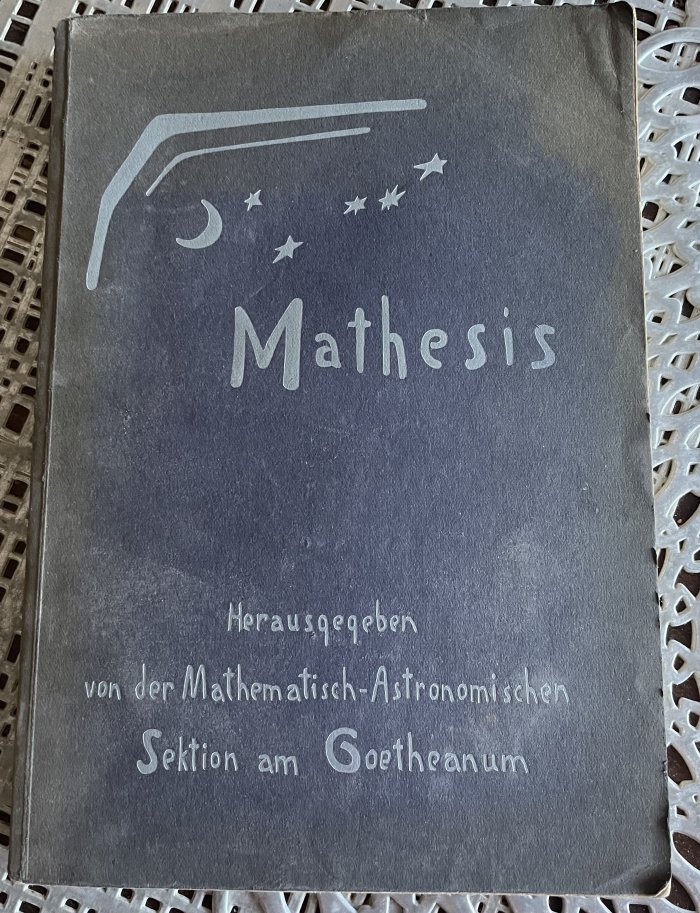 Mathesis
Herausgegeben
von der Mathematisch-Astronomischen
Sektion am Goetheanum